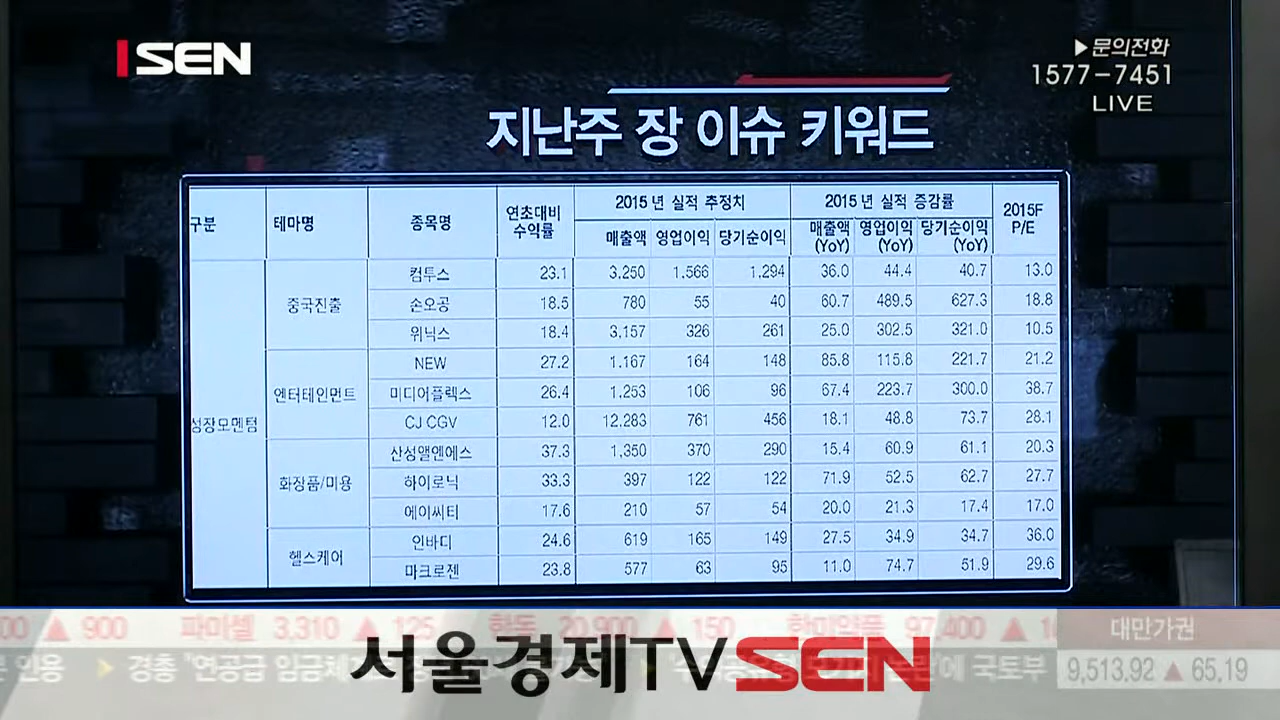 SEN
▶문의전화
1577-7451
LIVE
지난주 장 이슈 키워드
구분 테마명 종목명 연초대비 수익률 2015년 실적 추정치 2015년 실적 증감률 2015F P/E
매출액 영업이익 당기순이익 매출액 (YoY) 영업이익 (YoY) 당기순이익 (YoY)
성장모멘텀
중국진출
컴투스 23.1 3,250 1,566 1,294 36.0 44.4 40.7 13.0
손오공 18.5 780 55 40 60.7 489.5 627.3 18.8
위닉스 18.4 3,157 326 261 25.0 302.5 321.0 10.5
엔터테인먼트
NEW 27.2 1,167 164 148 85.8 115.8 221.7 21.2
미디어플렉스 26.4 1,253 106 96 67.4 223.7 300.0 38.7
CJ CGV 12.0 12,283 761 456 18.1 48.8 73.7 28.1
화장품/미용
산성앨엔에스 37.3 1,350 370 290 15.4 60.9 61.1 20.3
하이로닉 33.3 397 122 122 71.9 52.5 62.7 27.7
에이씨티 17.6 210 57 54 20.0 21.3 17.4 17.0
헬스케어
인바디 24.6 619 165 149 27.5 34.9 34.7 36.0
마크로젠 23.8 577 63 95 11.0 74.7 51.9 29.6
▲ 900 파미셀 3,310 ▲ 125 한독 20,900 ▲ 150 한미약품 97,400 ▲
대만가권
인용 > 경총 '연공급 임금체
에 국토부
9,513.92 ▲ 65.19
서울경제TV SEN